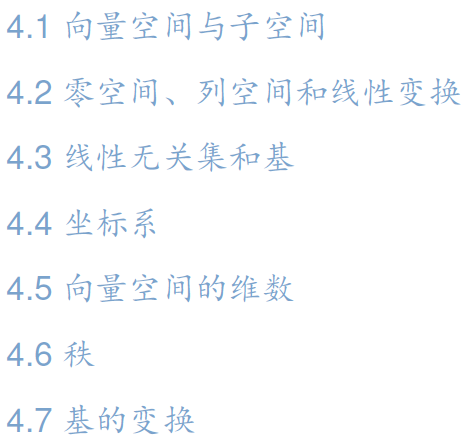 4.1 向量空间与子空间
4.2 零空间、列空间和线性变换
4.3 线性无关集和基
4.4 坐标系
4.5 向量空间的维数
4.6 秩
4.7 基的变换